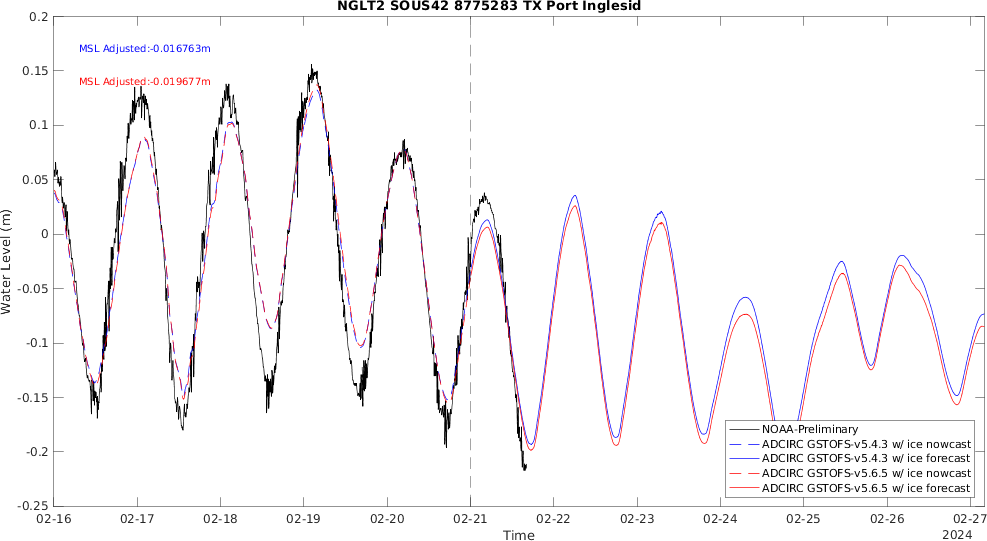 NGLT2 SOUS42 8775283 TX Port Inglesid
MSL Adjusted:-0.016763m
MSL Adjusted:-0.019677m
Water Level (m)
0.2
0.15
0.1
0.05
0
-0.05
-0.1
-0.15
-0.2
-0.25
NOAA-Preliminary
ADCIRC GSTOFS-v5.4.3 w/ ice nowcast
ADCIRC GSTOFS-v5.4.3 w/ ice forecast
ADCIRC GSTOFS-v5.6.5 w/ ice nowcast
ADCIRC GSTOFS-v5.6.5 w/ ice forecast
02-16 02-17 02-18 02-19 02-20 02-21 02-22 02-23 02-24 02-25 02-26 02-27
Time
2024